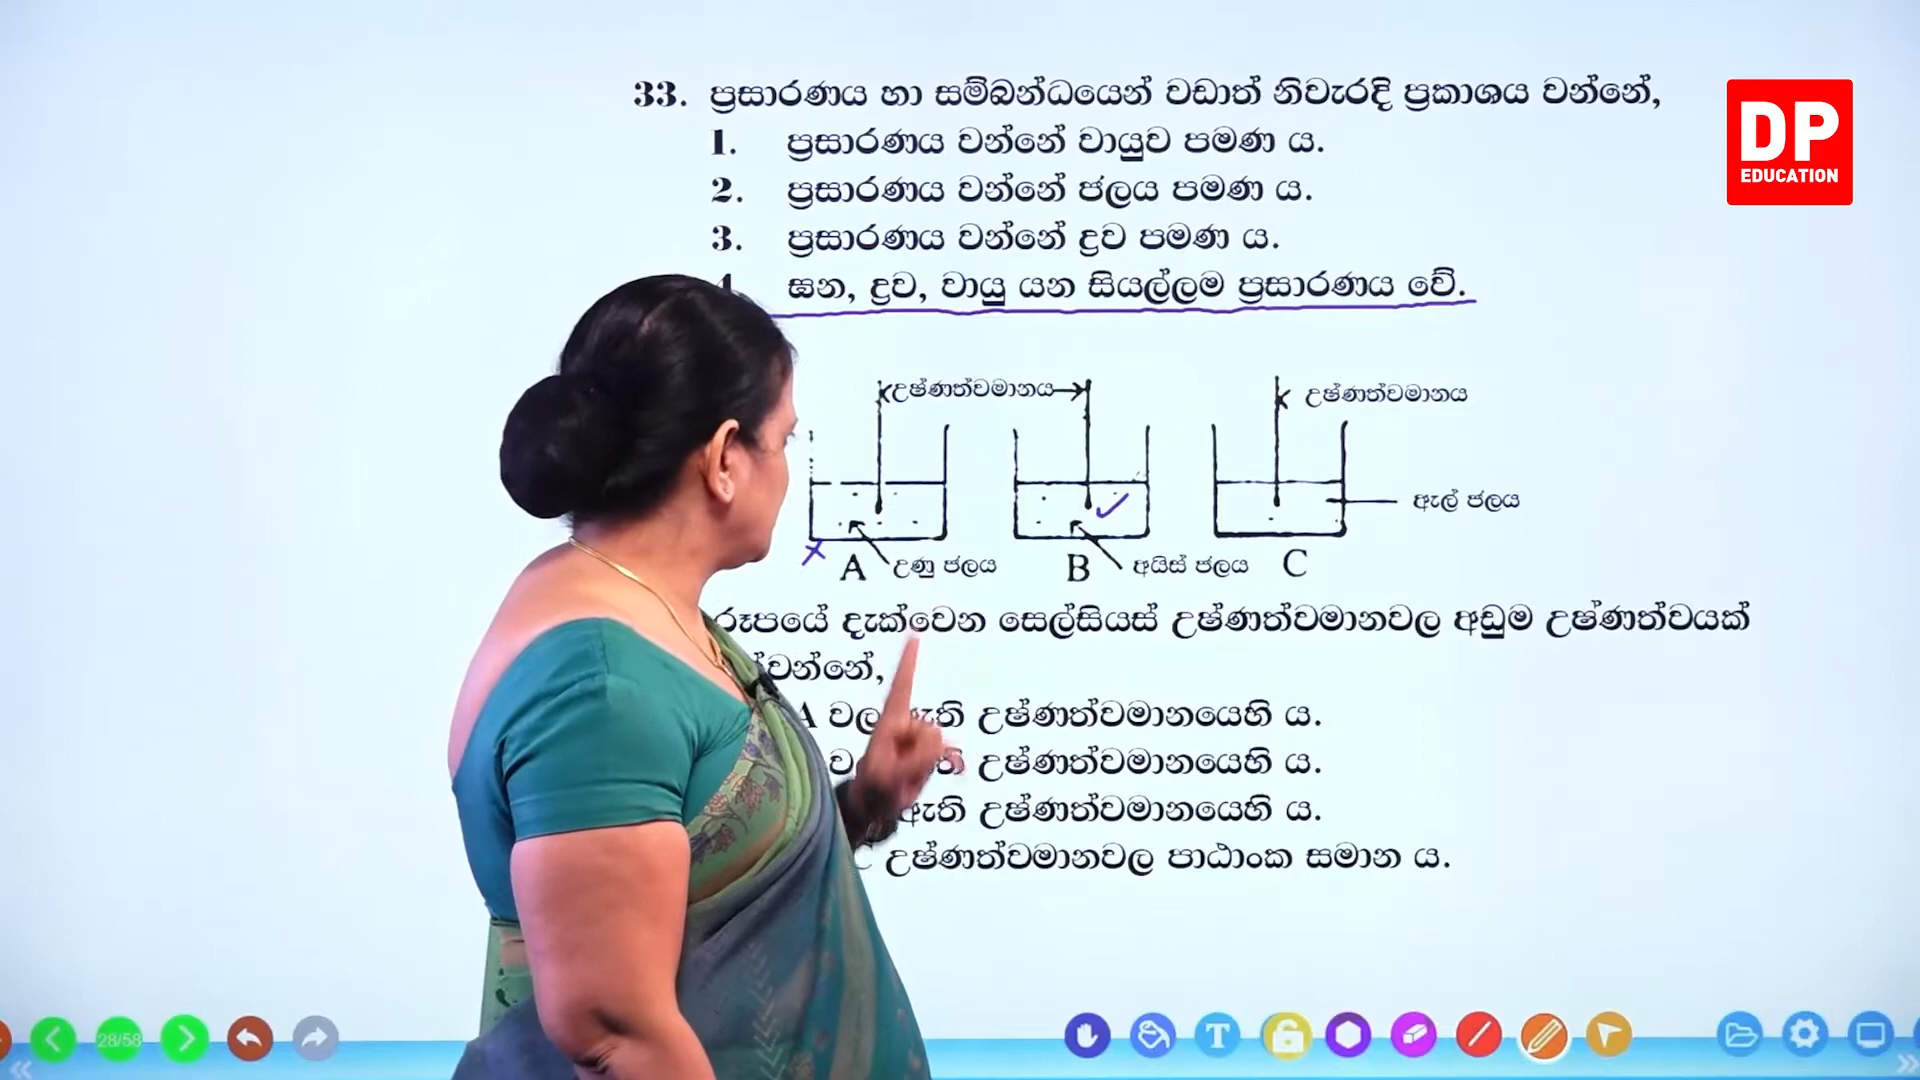 33. ප්‍රසාරණය හා සම්බන්ධයෙන් වඩාත් නිවැරදි ප්‍රකාශය වන්නේ,
1. ප්‍රසාරණය වන්නේ වායුව පමණ ය.
2. ප්‍රසාරණය වන්නේ ජලය පමණ ය.
3. ප්‍රසාරණය වන්නේ ද්‍රව පමණ ය.
ඝන, ද්‍රව, වායු යන සියල්ලම ප්‍රසාරණය වේ.
DP
EDUCATION
උෂ්ණත්වමානය උෂ්ණත්වමානය
ඇල් ජලය
A උණු ජලය B අයිස් ජලය C
රූපයේ දැක්වෙන සෙල්සියස් උෂ්ණත්වමානවල අඩුම උෂ්ණත්වයක්
A උෂ්ණත්වමානයෙහි ය.
උෂ්ණත්වමානයෙහි ය.
ඇති උෂ්ණත්වමානයෙහි ය.
C උෂ්ණත්වමානවල පාඨාංක සමාන ය.
28/58
T